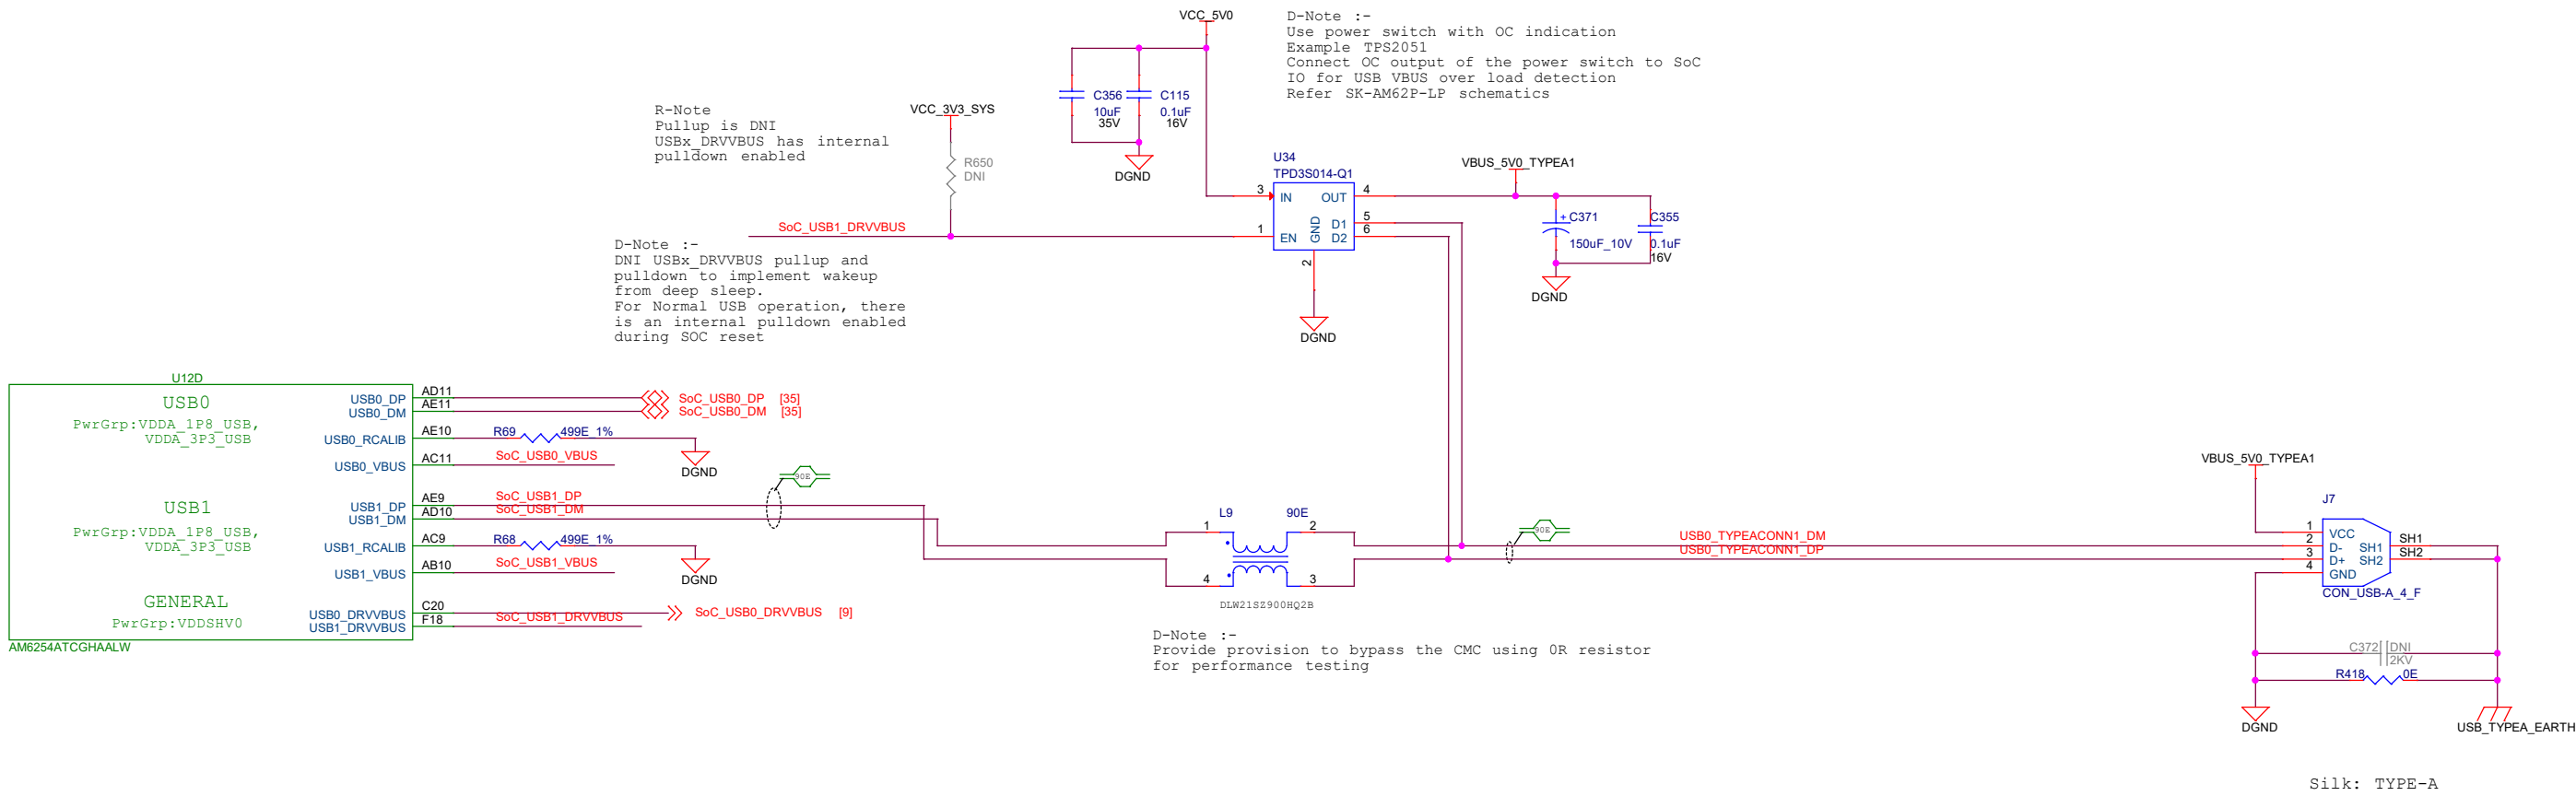 VCC_5V0
D-Note :-
Use power switch with OC indication
Example TPS2051
Connect OC output of the power switch to SoC
IO for USB VBUS over load detection
Refer SK-AM62P-LP schematics
R-Note
Pullup is DNI
USBx_DRVVBUS has internal
pulldown enabled
VCC_3V3_SYS
R650
DNI
C356
10uF
35V
C115
0.1uF
16V
DGND
U34
TPD3S014-Q1
3
IN
OUT
4
D1
5
D2
6
1
EN
GND
2
DGND
VBUS_5V0_TYPEA1
+
C371
150uF_10V
C355
0.1uF
16V
DGND
SoC_USB1_DRVVBUS
D-Note :-
DNI USBx_DRVVBUS pullup and
pulldown to implement wakeup
from deep sleep.
For Normal USB operation, there
is an internal pulldown enabled
during SOC reset
U12D
USB0
PwrGrp:VDDA_1P8_USB,
VDDA_3P3_USB
USB0_DP
AD11
SoC_USB0_DP [35]
USB0_DM
AE11
SoC_USB0_DM [35]
USB0_RCALIB
AE10
R69
499E_1%
DGND
USB0_VBUS
AC11
SoC_USB0_VBUS
USB1
PwrGrp:VDDA_1P8_USB,
VDDA_3P3_USB
USB1_DP
AE9
SoC_USB1_DP
USB1_DM
AD10
SoC_USB1_DM
90E
USB1_RCALIB
AC9
R68
499E_1%
DGND
USB1_VBUS
AB10
SoC_USB1_VBUS
GENERAL
PwrGrp:VDDSHV0
USB0_DRVVBUS
C20
SoC_USB0_DRVVBUS [9]
USB1_DRVVBUS
F18
SoC_USB1_DRVVBUS
AM6254ATCGHAALW
L9
90E
1
2
4
3
DLW21SZ900HQ2B
D-Note :-
Provide provision to bypass the CMC using 0R resistor
for performance testing
90E
USB0_TYPEACONN1_DM
USB0_TYPEACONN1_DP
VBUS_5V0_TYPEA1
J7
1
VCC
2
D-
SH1
SH1
3
D+
SH2
SH2
4
GND
CON_USB-A_4_F
C372
DNI
2KV
R418
0E
DGND
USB_TYPEA_EARTH
Silk: TYPE-A